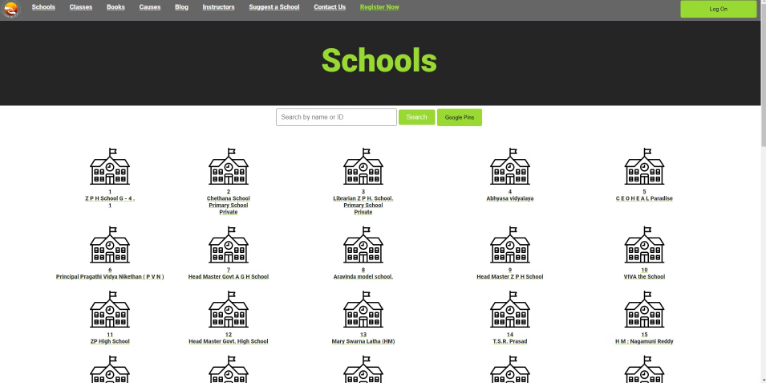 Schools Classes Books Causes Blog Instructors Suggest a School Contact Us Register Now Log On
Schools
Search by name or ID Search Google Pins
1
Z P H School G - 4 .
1
2
Chethana School
Primary School
Private
3
Librarian Z P H. School.
Primary School
Private
4
Abhyasa vidyalaya
5
C E O H E A L Paradise
6
Principal Pragathi Vidya Nikethan ( P V N )
7
Head Master Govt A G H School
8
Aravinda model school.
9
Head Master Z P H School
10
VIVA the School
11
ZP High School
12
Head Master Govt. High School
13
Mary Swarna Latha (HM)
14
T.S.R. Prasad
15
H M : Nagamuni Reddy